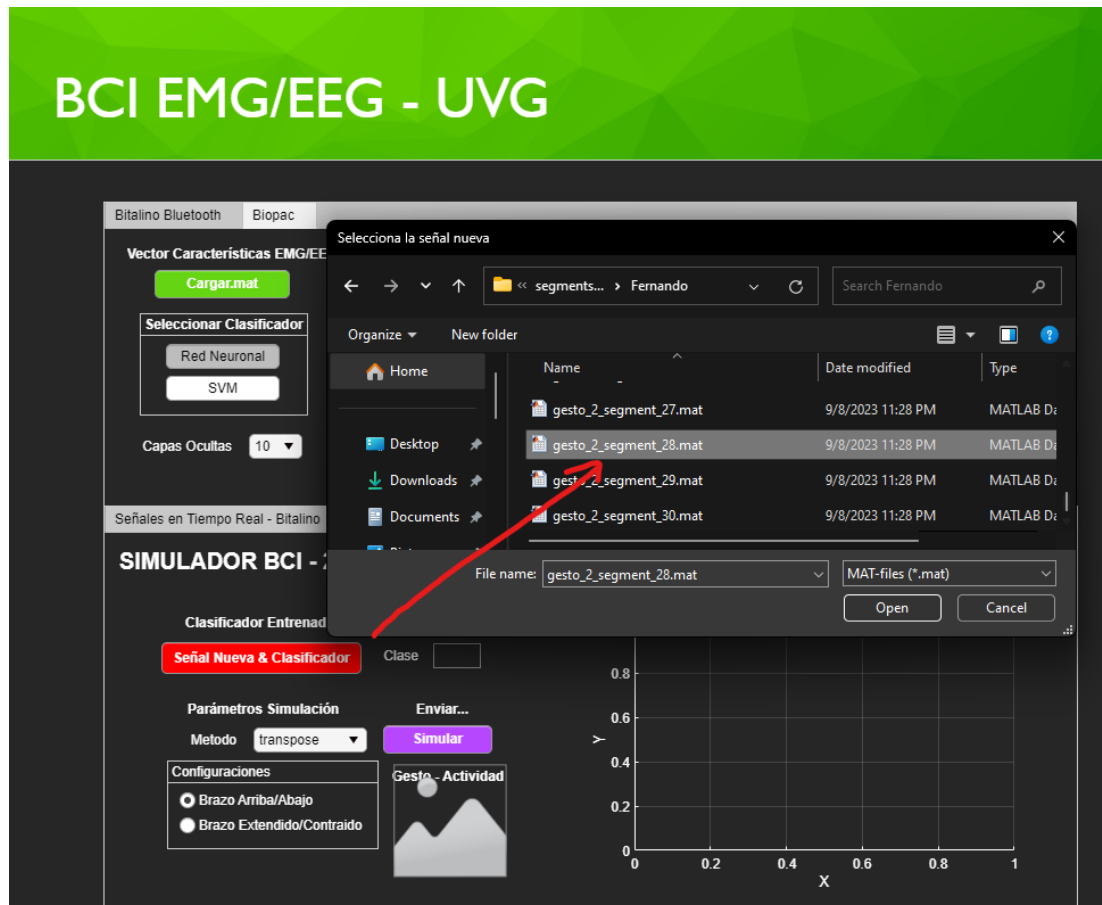 BCI EMG/EEG - UVG
Bitalino Bluetooth Biopac
Selecciona la señal nueva
Vector Características EMG/EE
Cargar.mat
segments... > Fernando
Search Fernando
Seleccionar Clasificador
Organize New folder
Red Neuronal
Home
Name Date modified Type
SVM
gesto_2_segment_27.mat 9/8/2023 11:28 PM MATLAB Da
Capas Ocultas 10
Desktop
gesto_2_segment_28.mat 9/8/2023 11:28 PM MATLAB Da
Downloads
gesto_2_segment_29.mat 9/8/2023 11:28 PM MATLAB Da
Señales en Tiempo Real - Bitalino
Documents
gesto_2_segment_30.mat 9/8/2023 11:28 PM MATLAB Da
SIMULADOR BCI -
File name: gesto_2_segment_28.mat MAT-files (*.mat)
Open Cancel
Clasificador Entrenad
Señal Nueva & Clasificador Clase
Parámetros Simulación Enviar...
Metodo transpose Simular
Configuraciones
Gesto - Actividad
Brazo Arriba/Abajo
Brazo Extendido/Contraido
0.8
0.6
Y
0.4
0.2
0
0 0.2 0.4 0.6 0.8 1
X